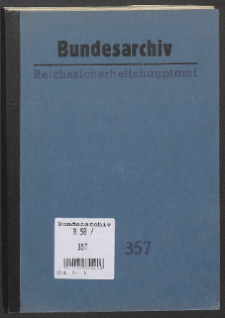 Bundesarchiv
Reichssicherheitshauptamt
Bundesarchiv
R 58 /
357
357